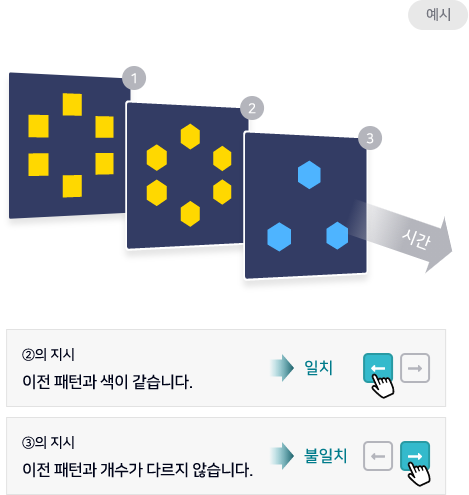 예시
1
2
3
시간
②의 지시
이전 패턴과 색이 같습니다.
일치
③의 지시
이전 패턴과 개수가 다르지 않습니다.
불일치